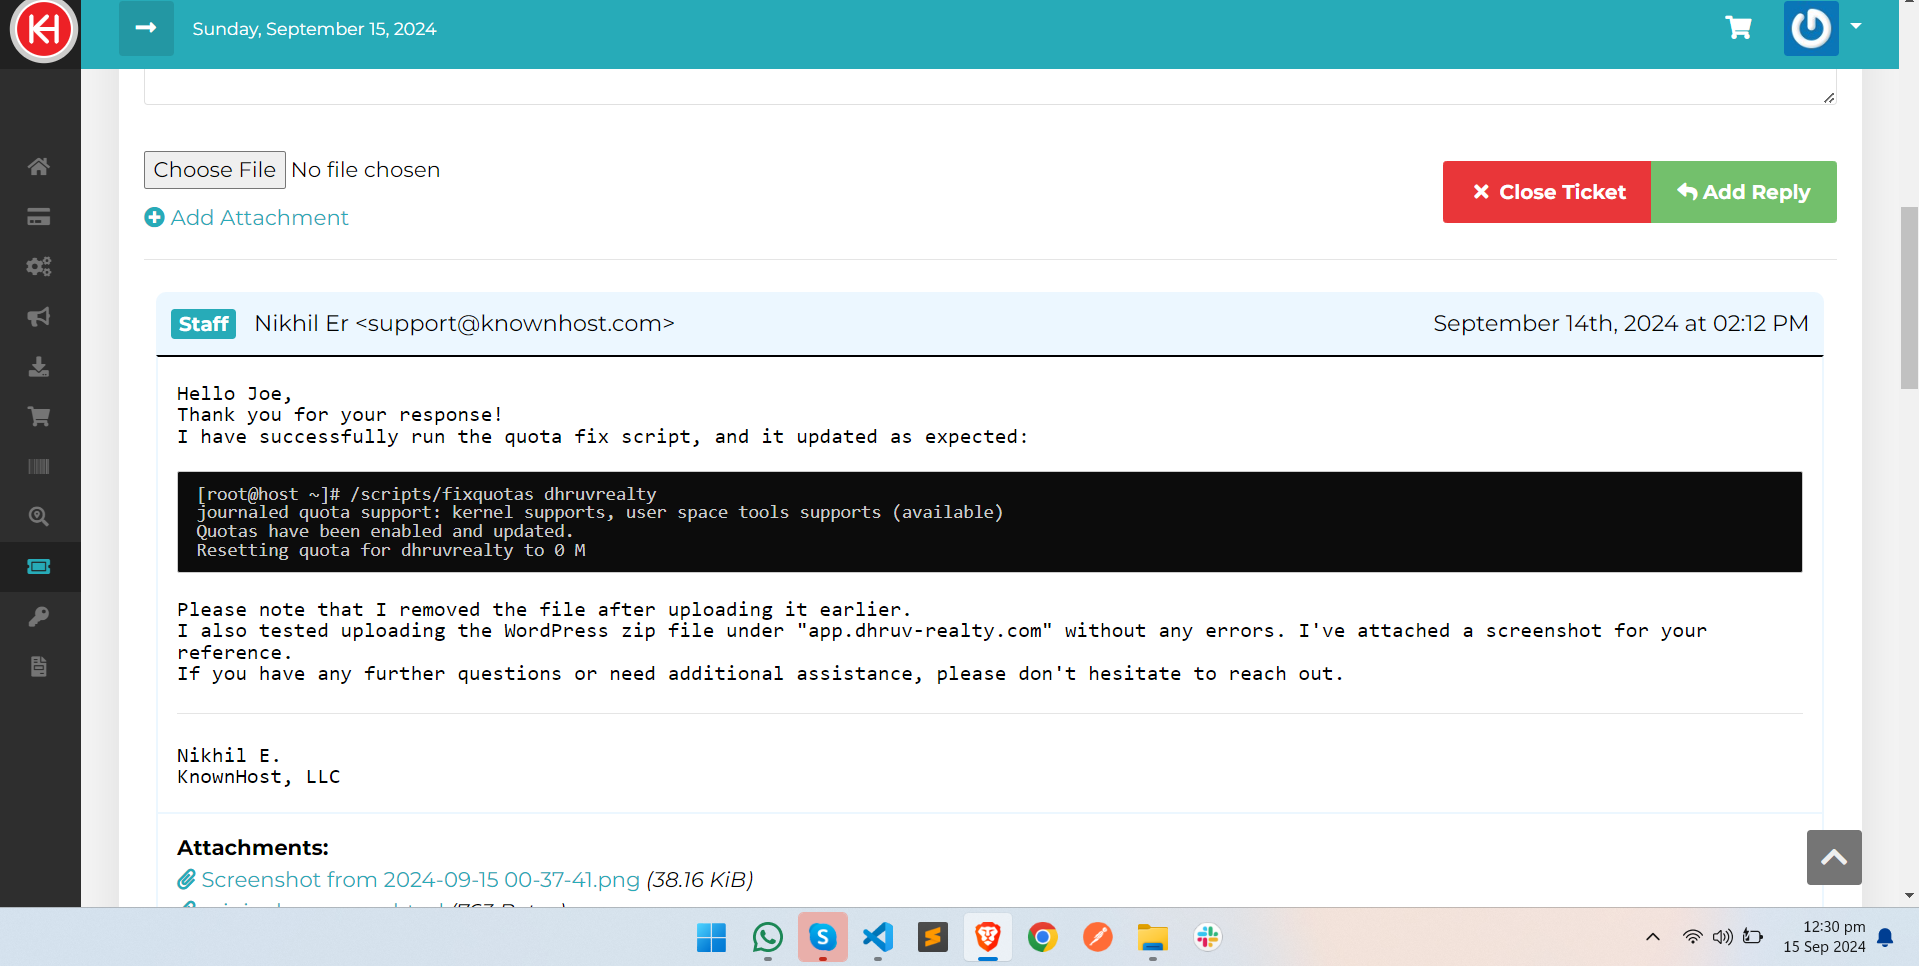 KH
Sunday, September 15, 2024
Choose File No file chosen
Add Attachment
Close Ticket
Add Reply
Staff Nikhil Er <support@knownhost.com> September 14th, 2024 at 02:12 PM
Hello Joe,
Thank you for your response!
I have successfully run the quota fix script, and it updated as expected:
[root@host ~]# /scripts/fixquotas dhruvrealty
journaled quota support: kernel supports, user space tools supports (available)
Quotas have been enabled and updated.
Resetting quota for dhruvrealty to 0 M
Please note that I removed the file after uploading it earlier.
I also tested uploading the WordPress zip file under "app.dhruv-realty.com" without any errors. I've attached a screenshot for your
reference.
If you have any further questions or need additional assistance, please don't hesitate to reach out.
Nikhil E.
KnownHost, LLC
Attachments:
Screenshot from 2024-09-15 00-37-41.png (38.16 KiB)
12:30 pm
15 Sep 2024